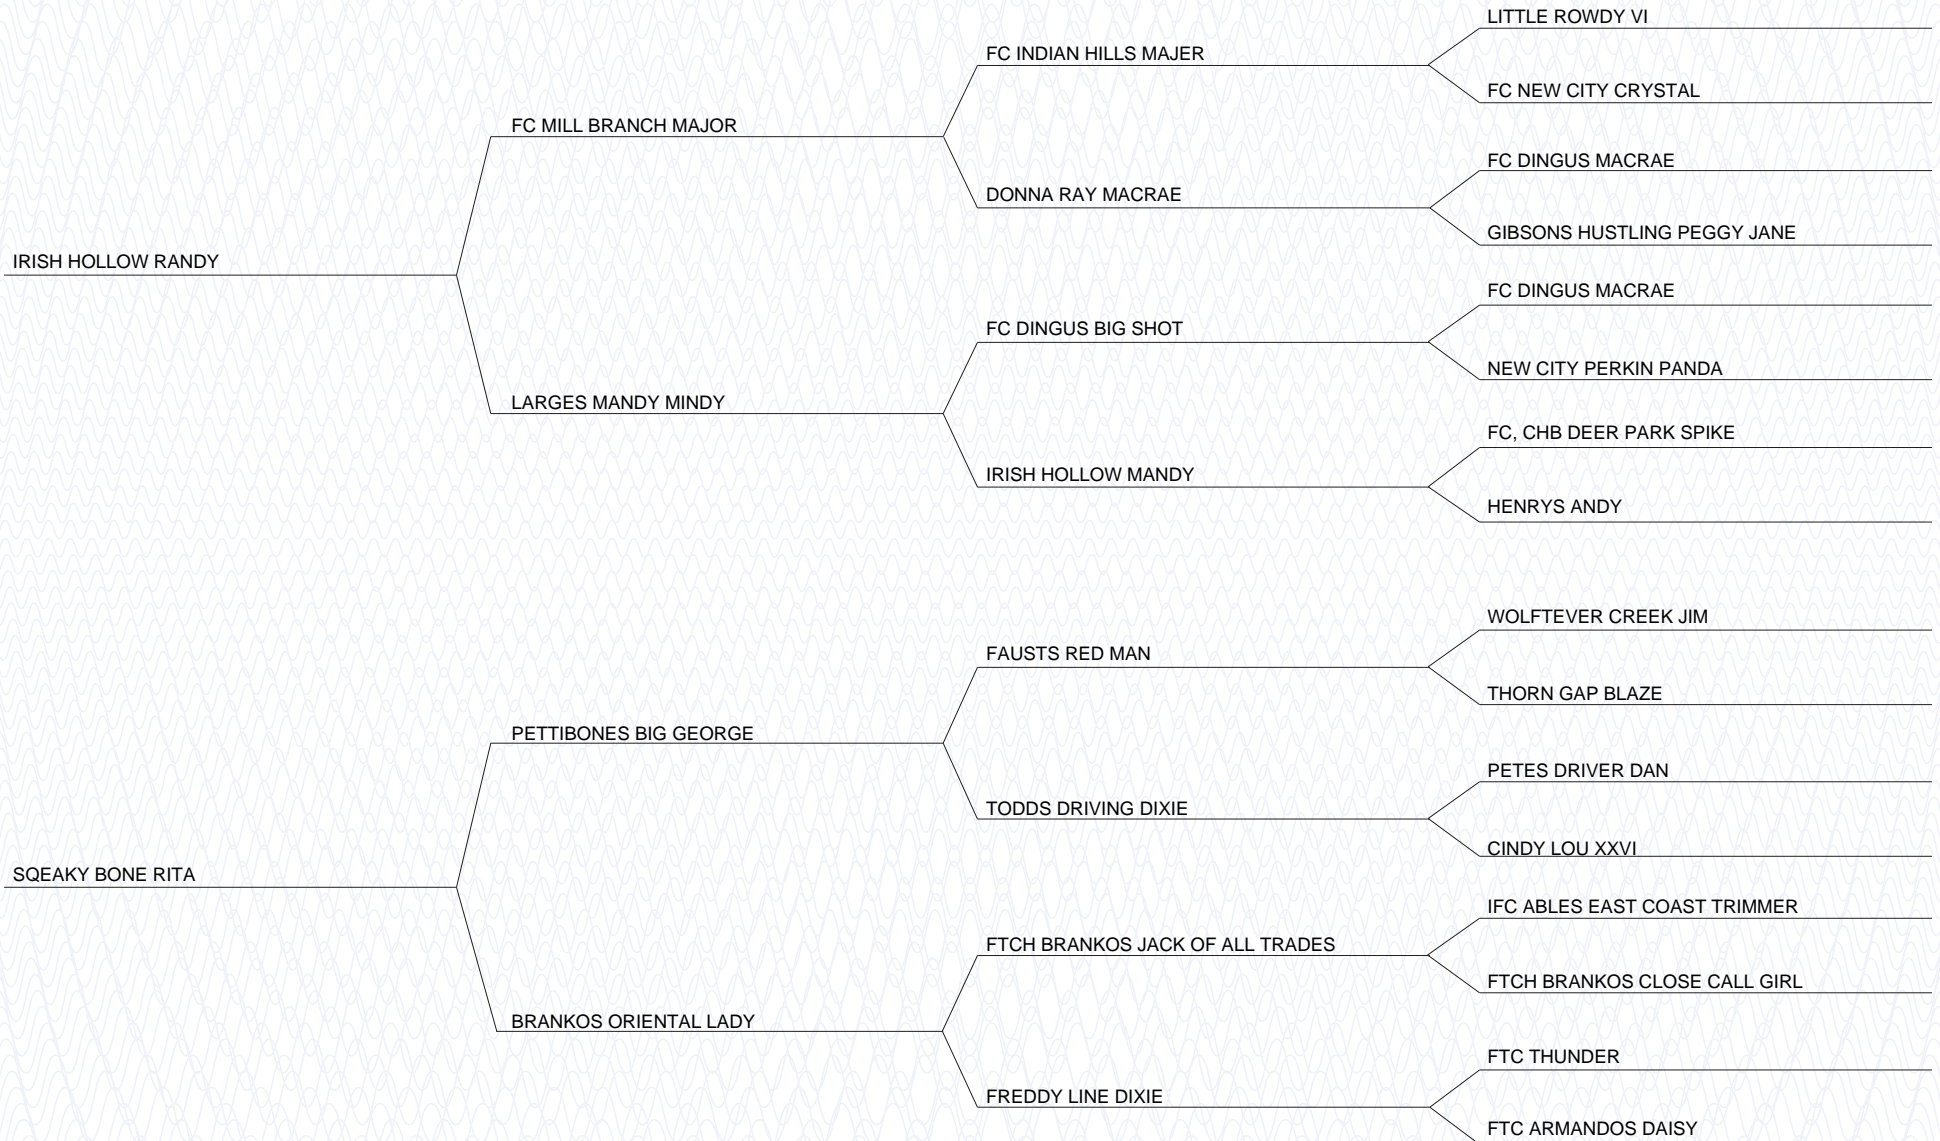 LITTLE ROWDY VI
FC INDIAN HILLS MAJER
FC NEW CITY CRYSTAL
FC MILL BRANCH MAJOR
FC DINGUS MACRAE
DONNA RAY MACRAE
GIBSONS HUSTLING PEGGY JANE
IRISH HOLLOW RANDY
FC DINGUS MACRAE
FC DINGUS BIG SHOT
NEW CITY PERKIN PANDA
LARGES MANDY MINDY
FC, CHB DEER PARK SPIKE
IRISH HOLLOW MANDY
HENRYS ANDY
WOLFTEVER CREEK JIM
FAUSTS RED MAN
THORN GAP BLAZE
PETTIBONES BIG GEORGE
PETES DRIVER DAN
TODDS DRIVING DIXIE
CINDY LOU XXVI
SQEAKY BONE RITA
IFC ABLES EAST COAST TRIMMER
FTCH BRANKOS JACK OF ALL TRADES
FTCH BRANKOS CLOSE CALL GIRL
BRANKOS ORIENTAL LADY
FTC THUNDER
FREDDY LINE DIXIE
FTC ARMANDOS DAISY